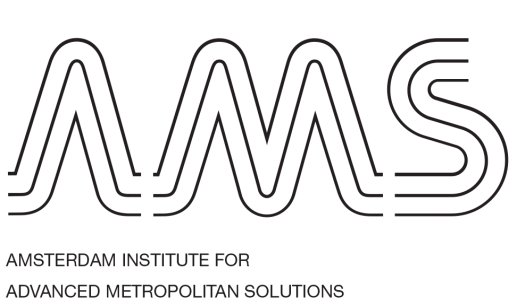 AMS
AMSTERDAM INSTITUTE FOR
ADVANCED METROPOLITAN SOLUTIONS